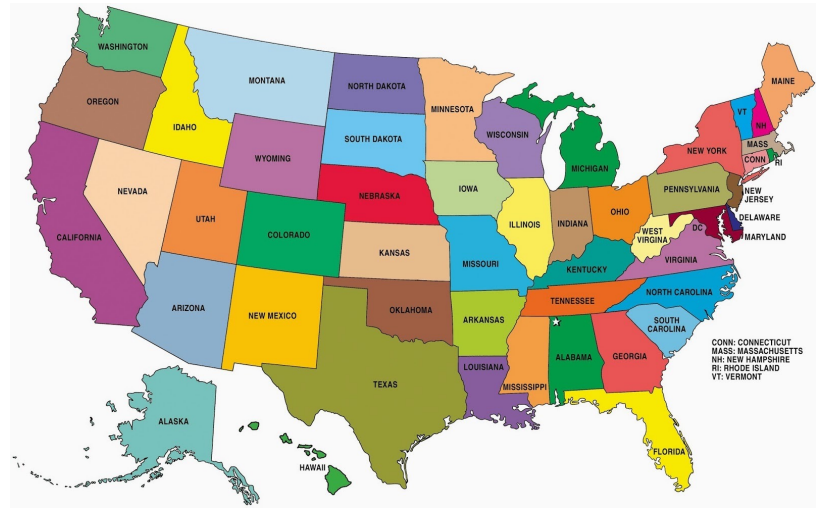 WASHINGTON
MONTANA
NORTH DAKOTA
MINNESOTA
MAINE
OREGON
IDAHO
SOUTH DAKOTA
WISCONSIN
VT
NH
WYOMING
MICHIGAN
NEW YORK
MASS
CONN
RI
NEVADA
UTAH
NEBRASKA
IOWA
PENNSYLVANIA
NEW
JERSEY
CALIFORNIA
COLORADO
KANSAS
MISSOURI
ILLINOIS
INDIANA
OHIO
WEST
VIRGINA
DC
DELAWARE
MARYLAND
VIRGINIA
KENTUCKY
ARIZONA
NEW MEXICO
OKLAHOMA
ARKANSAS
TENNESSEE
NORTH CAROLINA
SOUTH
CAROLINA
TEXAS
LOUISIANA
MISSISSIPPI
ALABAMA
GEORGIA
CONN: CONNECTICUT
MASS: MASSACHUSETTS
NH: NEW HAMPSHIRE
RI: RHODE ISLAND
VT: VERMONT
ALASKA
HAWAII
FLORIDA